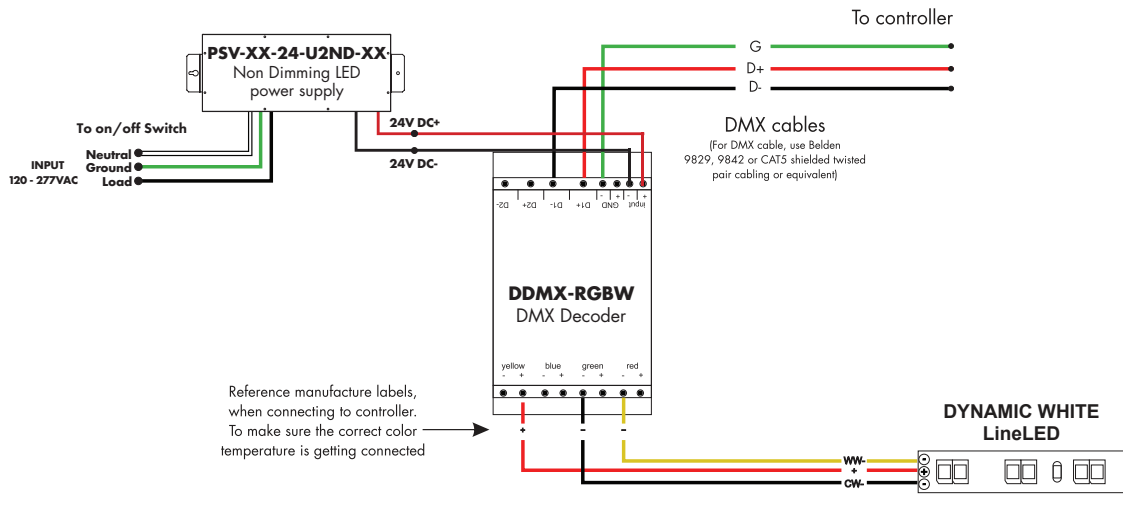 To controller
PSV-XX-24-U2ND-XX
Non Dimming LED
power supply
G
D+
D-
To on/off Switch
Neutral
Ground
Load
INPUT
120 - 277VAC
24V DC+
24V DC-
DMX cables
(For DMX cable, use Belden
9829, 9842 or CAT5 shielded twisted
pair cabling or equivalent)
D2- D2+ D1- D1+ - + - +
GND input
DDMX-RGBW
DMX Decoder
yellow blue green red
- + - + - + - +
Reference manufacture labels,
when connecting to controller.
To make sure the correct color
temperature is getting connected
+ - -
DYNAMIC WHITE
LineLED
WW-
+
CW-
-
+
-